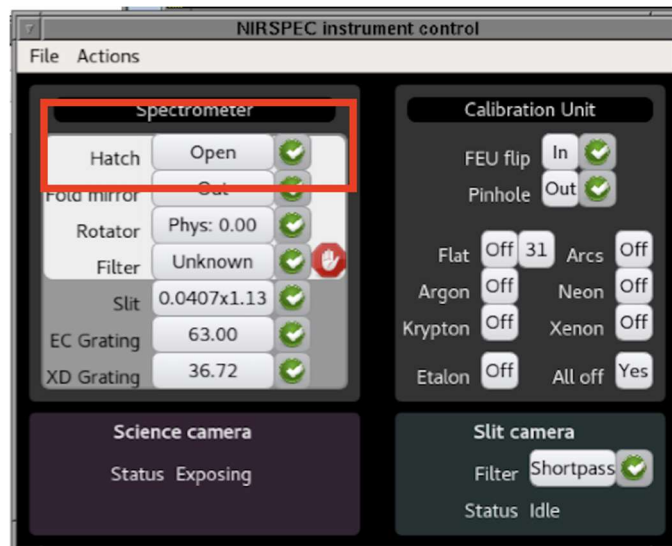 NIRSPEC instrument control
File Actions
Spectrometer
Hatch Open
Fold mirror Out
Rotator Phys: 0.00
Filter Unknown
Slit 0.0407x1.13
EC Grating 63.00
XD Grating 36.72
Calibration Unit
FEU flip In
Pinhole Out
Flat Off 31 Arcs Off
Argon Off Neon Off
Krypton Off Xenon Off
Etalon Off All off Yes
Science camera
Status Exposing
Slit camera
Filter Shortpass
Status Idle